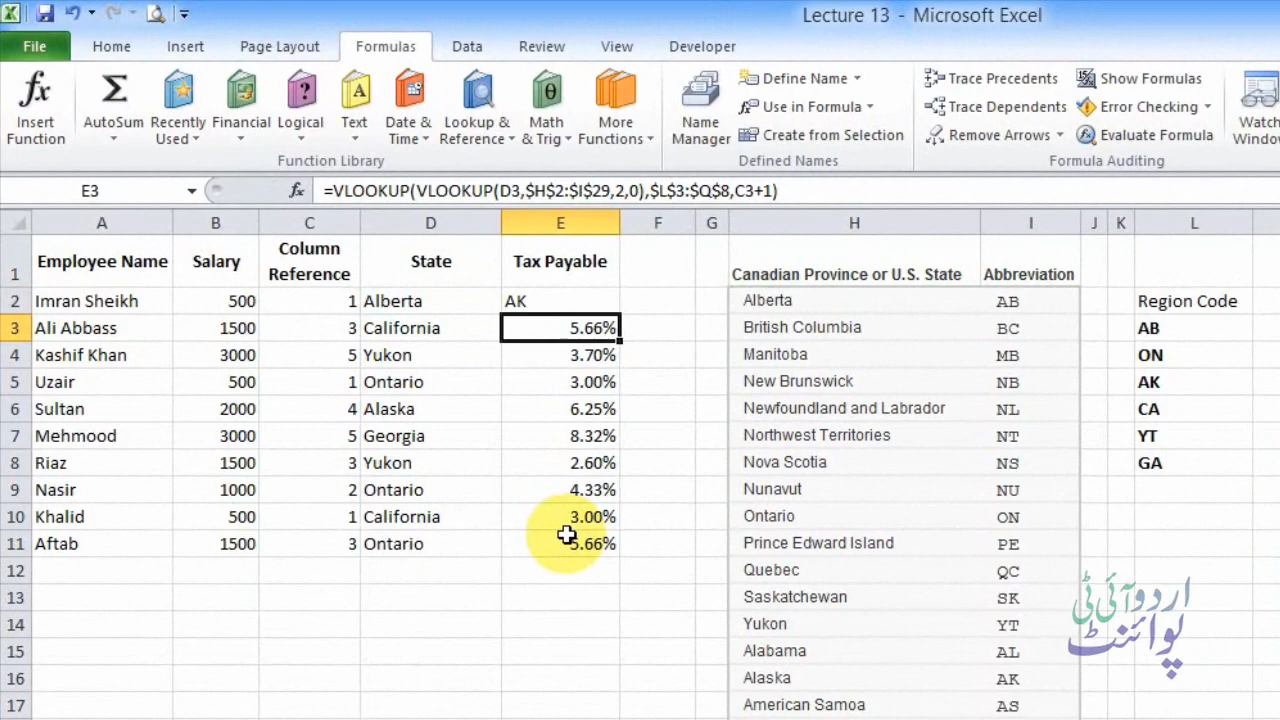 Lecture 13 - Microsoft Excel
File Home Insert Page Layout Formulas Data Review View Developer
fx Insert Function
Σ AutoSum
Recently Used
Financial
? Logical
A Text
Date & Time
Lookup & Reference
θ Math & Trig
More Functions
Function Library
Name Manager
Define Name
Use in Formula
Create from Selection
Defined Names
Trace Precedents
Trace Dependents
Remove Arrows
Show Formulas
Error Checking
Evaluate Formula
Formula Auditing
Watch
E3 fx =VLOOKUP(VLOOKUP(D3,$H$2:$I$29,2,0),$L$3:$Q$8,C3+1)
A B C D E F G H I J K L
1 Employee Name Salary Column Reference State Tax Payable Canadian Province or U.S. State Abbreviation
2 Imran Sheikh 500 1 Alberta AK Alberta AB Region Code
3 Ali Abbass 1500 3 California 5.66% British Columbia BC AB
4 Kashif Khan 3000 5 Yukon 3.70% Manitoba MB ON
5 Uzair 500 1 Ontario 3.00% New Brunswick NB AK
6 Sultan 2000 4 Alaska 6.25% Newfoundland and Labrador NL CA
7 Mehmood 3000 5 Georgia 8.32% Northwest Territories NT YT
8 Riaz 1500 3 Yukon 2.60% Nova Scotia NS GA
9 Nasir 1000 2 Ontario 4.33% Nunavut NU
10 Khalid 500 1 California 3.00% Ontario ON
11 Aftab 1500 3 Ontario 5.66% Prince Edward Island PE
12 Quebec QC
13 Saskatchewan SK
14 Yukon YT
15 Alabama AL
16 Alaska AK
17 American Samoa AS
اردو آئی ٹی
پوائنٹ